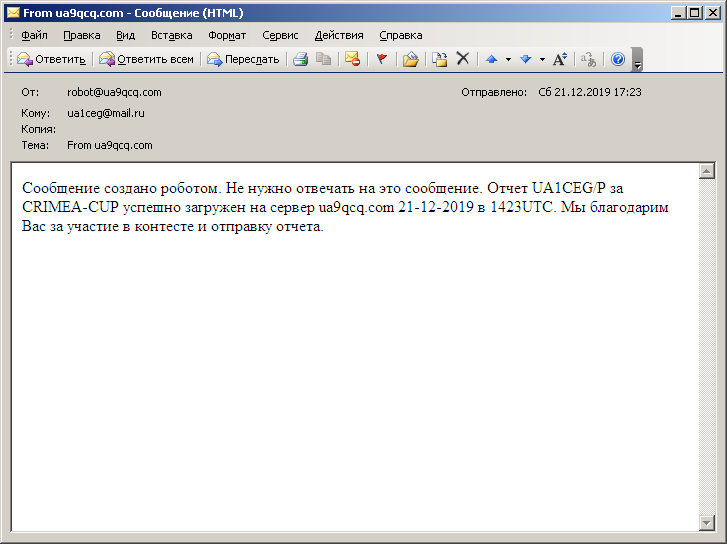 From ua9qcq.com - Сообщение (HTML)
Файл Правка Вид Вставка Формат Сервис Действия Справка
Ответить Ответить всем Переслать
От: robot@ua9qcq.com Отправлено: Сб 21.12.2019 17:23
Кому: ua1ceg@mail.ru
Копия:
Тема: From ua9qcq.com
Сообщение создано роботом. Не нужно отвечать на это сообщение. Отчет UA1CEG/P за
CRIMEA-CUP успешно загружен на сервер ua9qcq.com 21-12-2019 в 1423UTC. Мы благодарим
Вас за участие в контесте и отправку отчета.